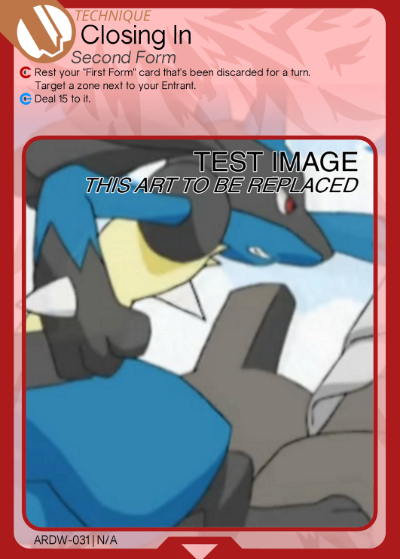 TECHNIQUE
Closing In
Second Form
Rest your "First Form" card that's been discarded for a turn.
Target a zone next to your Entrant.
Deal 15 to it.
TEST IMAGE
THIS ART TO BE REPLACED
ARDW-031|N/A